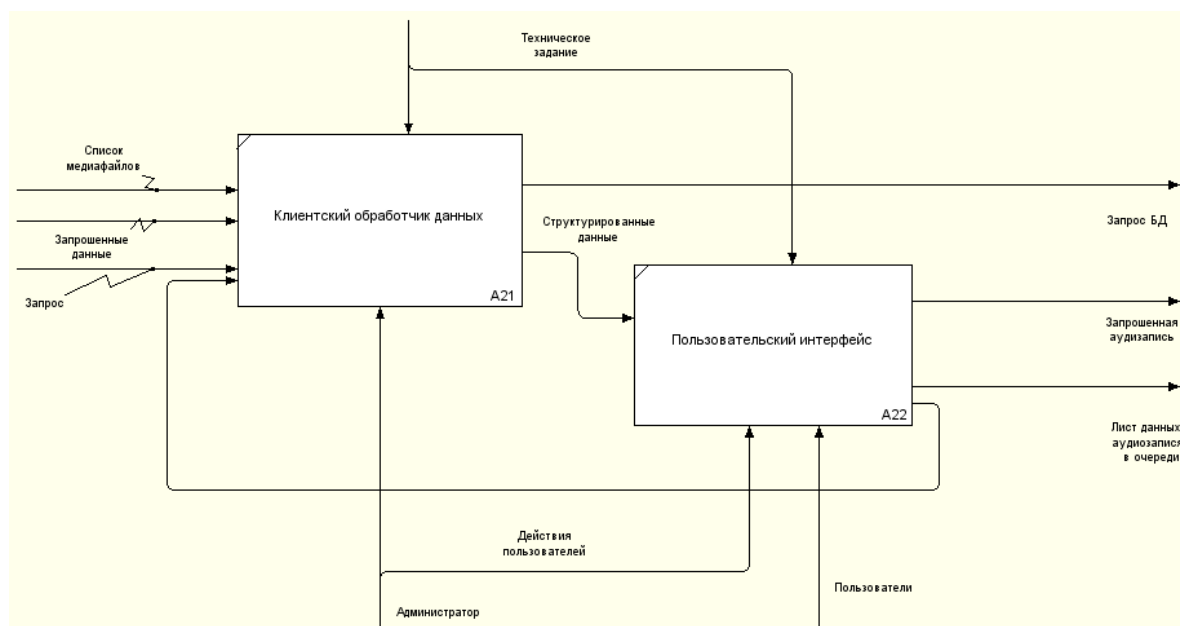 Техническое
задание
Список
медиафайлов
Клиентский обработчик данных
Запрошенные
данные
Запрос
A21
Структурированные
данные
Запрос БД
Пользовательский интерфейс
Запрошенная
аудизапись
A22
Лист данных
аудиозапися
в очереди
Действия
пользователей
Пользователи
Администратор